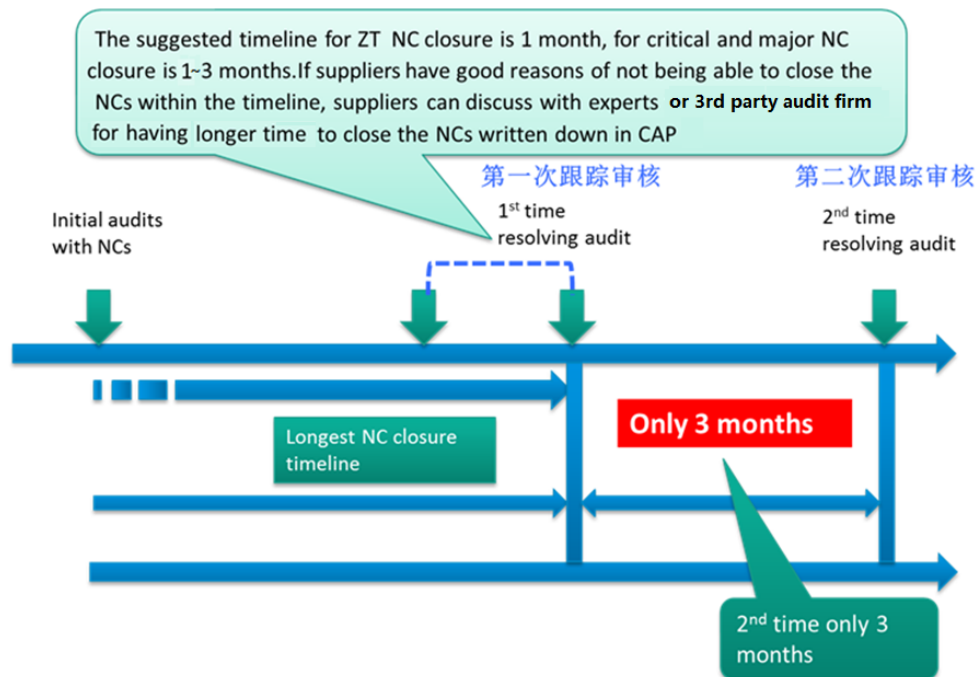 The suggested timeline for ZT NC closure is 1 month, for critical and major NC
closure is 1~3 months.If suppliers have good reasons of not being able to close the
NCs within the timeline, suppliers can discuss with experts or 3rd party audit firm
for having longer time to close the NCs written down in CAP
第一次跟踪审核
第二次跟踪审核
Initial audits
with NCs
1st time
resolving audit
2nd time
resolving audit
Longest NC closure
timeline
Only 3 months
2nd time only 3
months